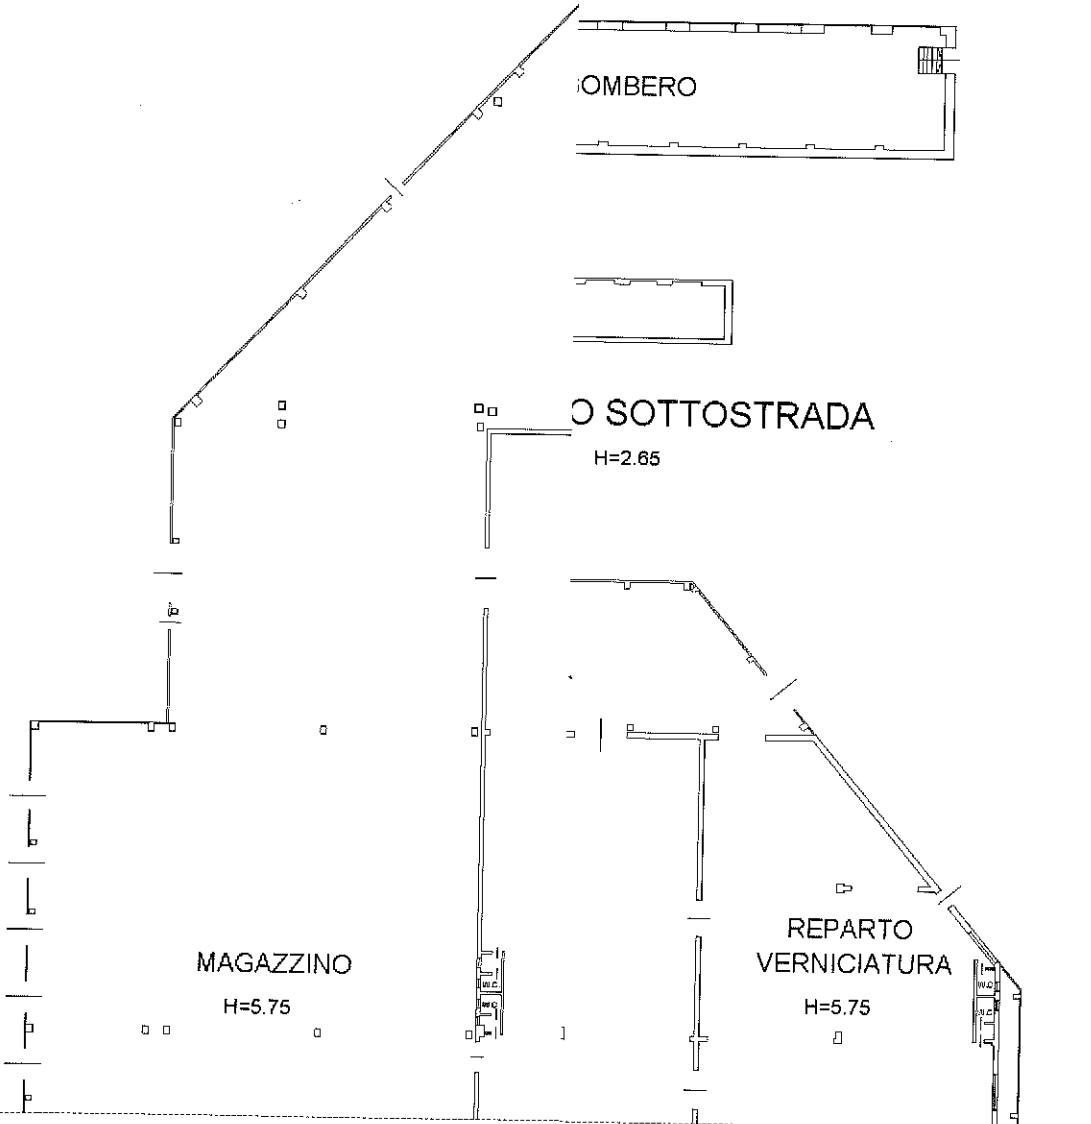 OMBERO
O SOTTOSTRADA
H=2.65
MAGAZZINO
H=5.75
REPARTO
VERNICIATURA
H=5.75
W.C
W.C
W.C
W.C